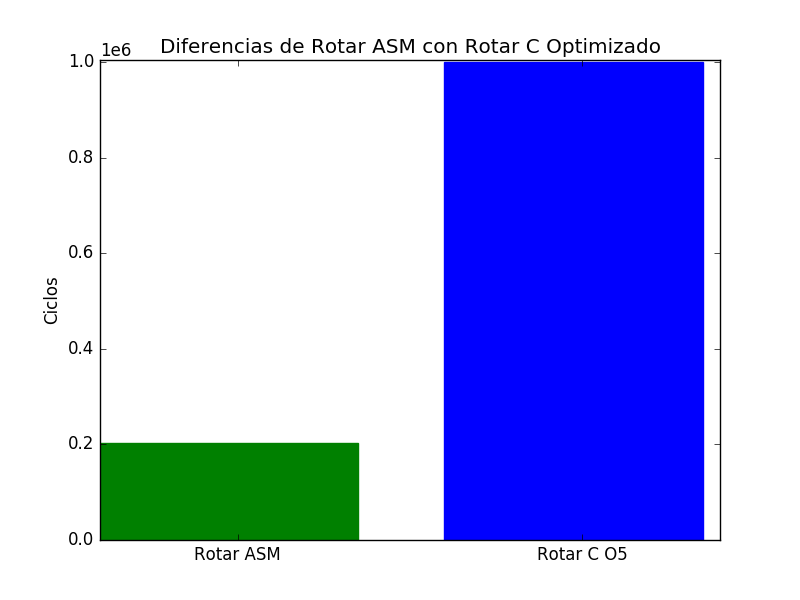 Diferencias de Rotar ASM con Rotar C Optimizado
1e6
1.0
0.8
0.6
0.4
0.2
0.0
Ciclos
Rotar ASM
Rotar C O5